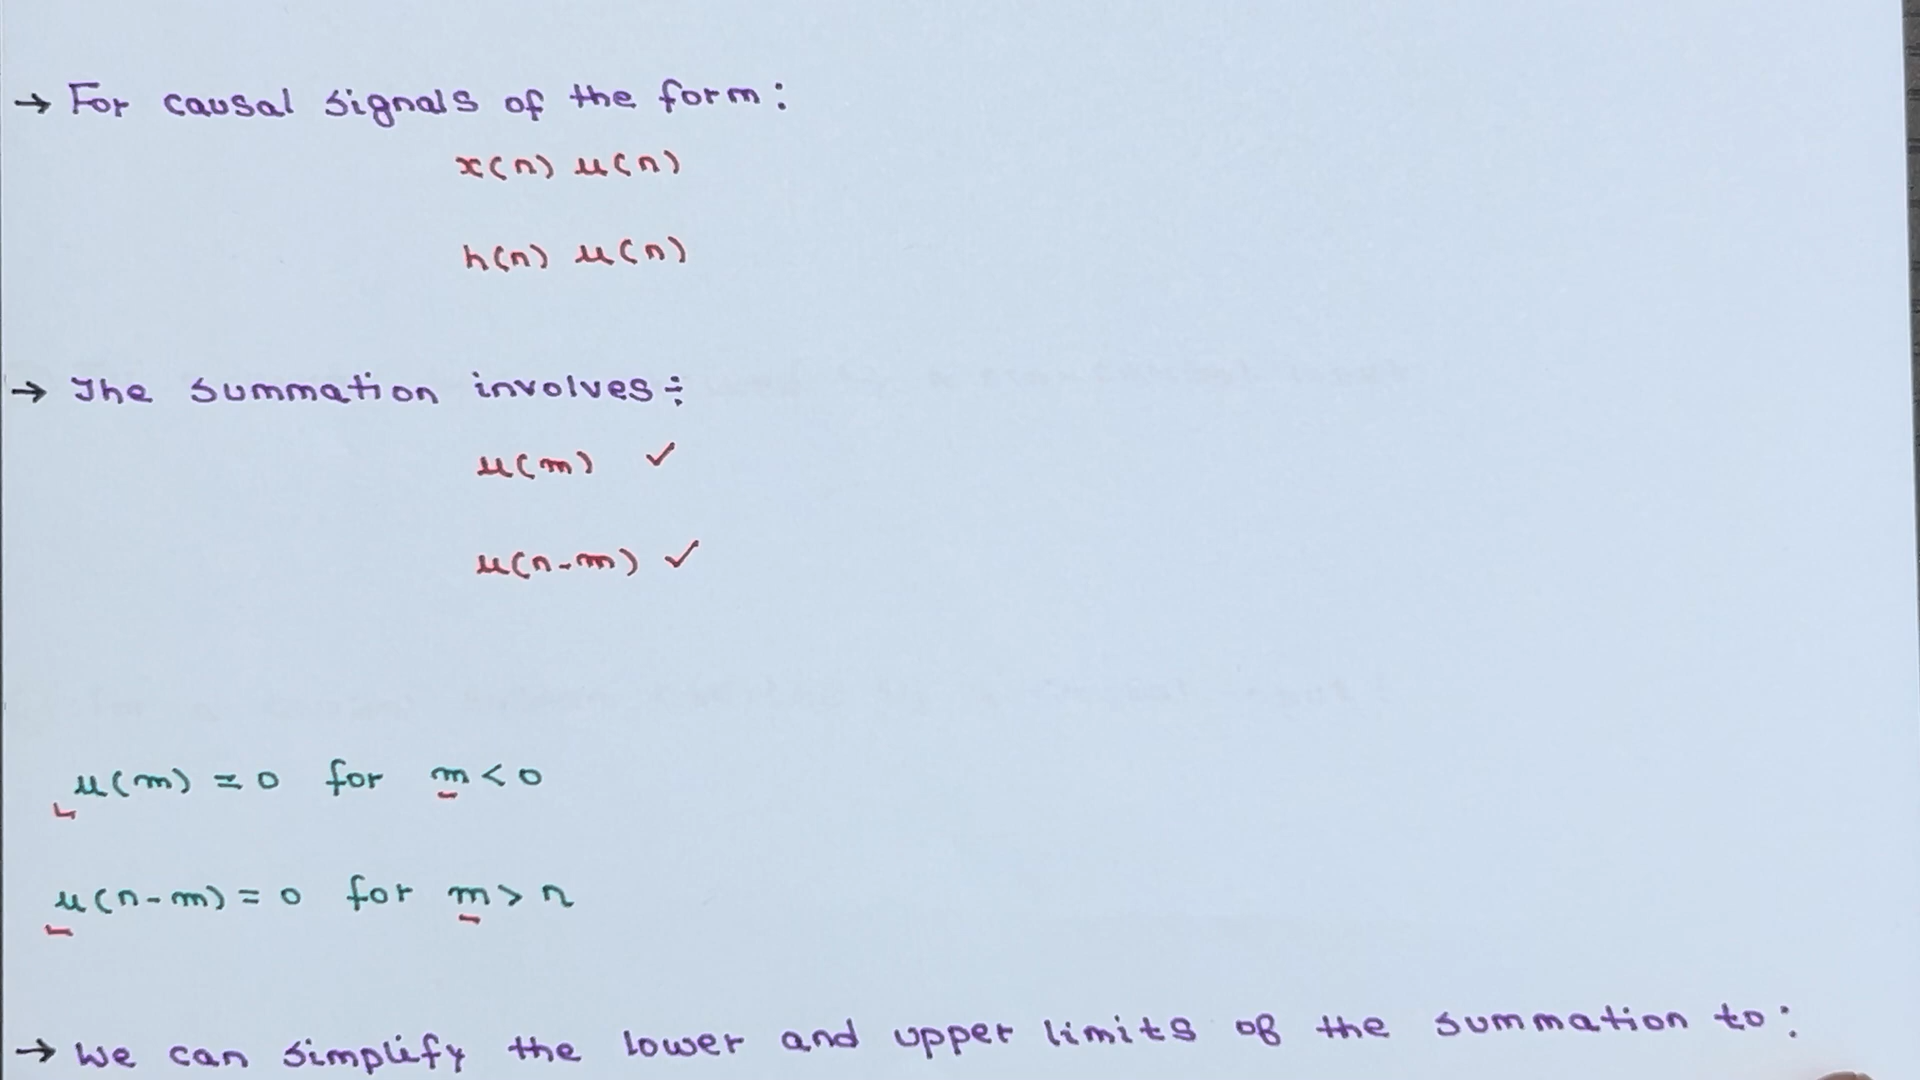 → For causal signals of the form:
x(n) u(n)
h(n) u(n)
→ The summation involves:
u(m) ✓
u(n-m) ✓
u(m) = 0 for m < 0
u(n-m) = 0 for m > n
→ We can simplify the lower and upper limits of the summation to: